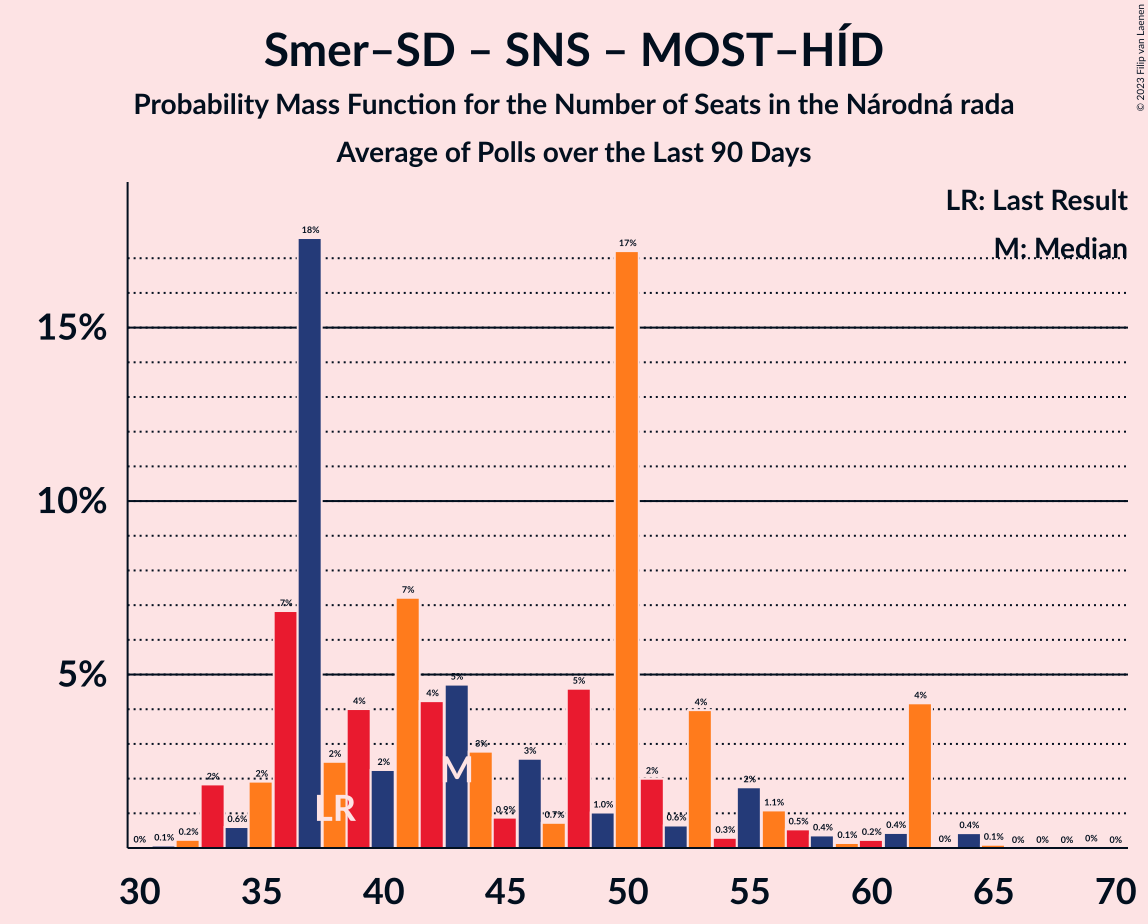 Smer–SD – SNS – MOST–HÍD
Probability Mass Function for the Number of Seats in the Národná rada
Average of Polls over the Last 90 Days
© 2023 Filip van Laenen
LR: Last Result
M: Median
15%
10%
5%
0% 0.1% 0.2% 2% 0.6% 2% 7% 18% 2% 4% 2% 7% 4% 5% 3% 0.9% 3% 0.7% 5% 1.0% 17% 2% 0.6% 4% 0.3% 2% 1.1% 0.5% 0.4% 0.1% 0.2% 0.4% 4% 0% 0.4% 0.1% 0% 0% 0% 0% 0%
LR
M
30 35 40 45 50 55 60 65 70